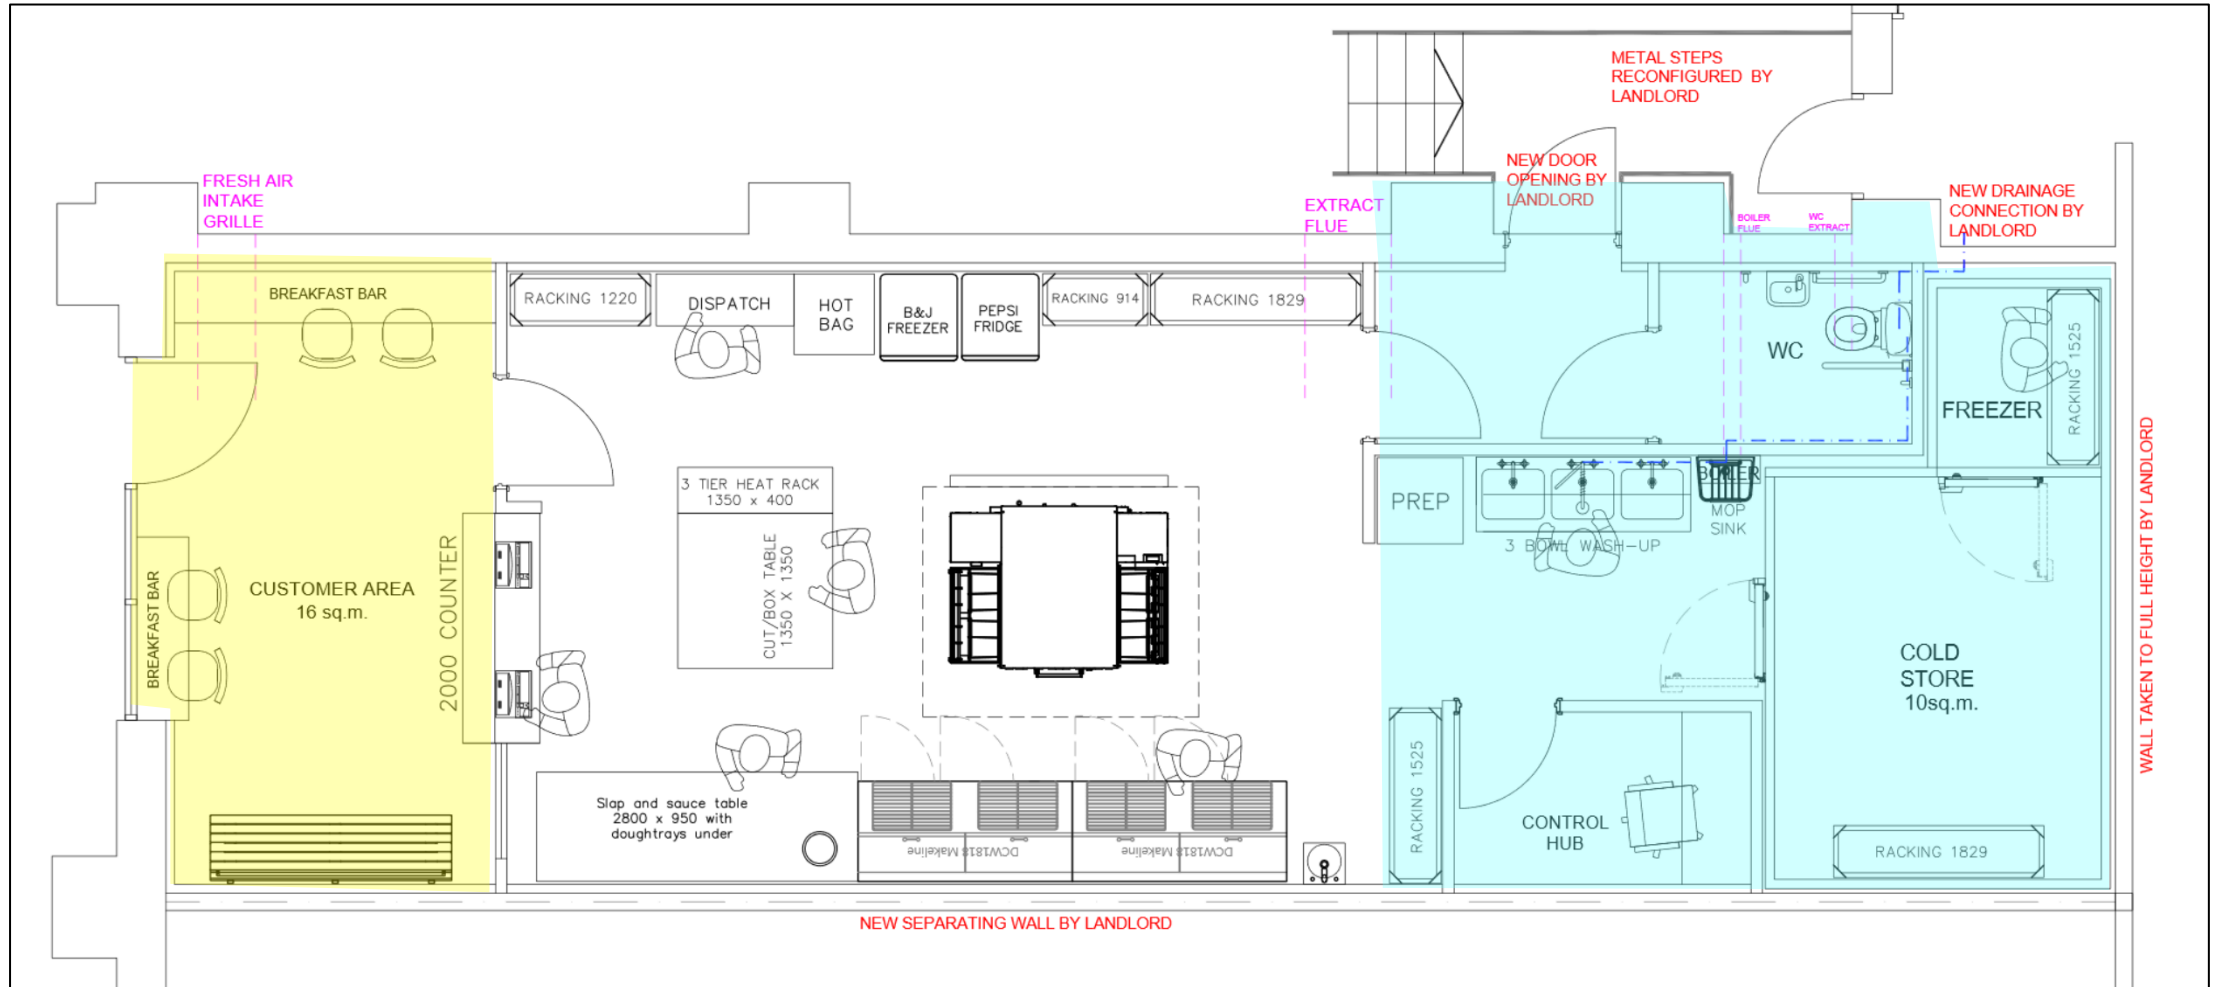 METAL STEPS
RECONFIGURED BY
LANDLORD
FRESH AIR
INTAKE
GRILLE
EXTRACT
FLUE
NEW DOOR
OPENING BY
LANDLORD
BOILER
FLUE
WC
EXTRACT
NEW DRAINAGE
CONNECTION BY
LANDLORD
BREAKFAST BAR
RACKING 1220
DISPATCH
HOT
BAG
B&J
FREEZER
PEPSI
FRIDGE
RACKING 914
RACKING 1829
WC
FREEZER
RACKING 1525
3 TIER HEAT RACK
1350 x 400
CUT/BOX TABLE
1350 X 1350
PREP
BOILER
MOP
SINK
3 BOWL WASH-UP
BREAKFAST BAR
CUSTOMER AREA
16 sq.m.
2000 COUNTER
COLD
STORE
10sq.m.
WALL TAKEN TO FULL HEIGHT BY LANDLORD
Slap and sauce table
2800 x 950 with
doughtrays under
DCW1818 Makeline
DCW1818 Makeline
RACKING 1525
CONTROL
HUB
RACKING 1829
NEW SEPARATING WALL BY LANDLORD